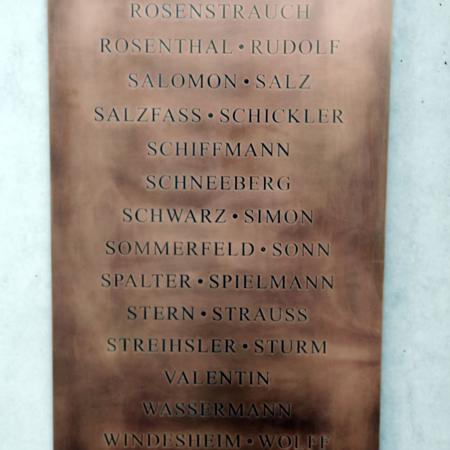 ROSENSTRAUCH
ROSENTHAL • RUDOLF
SALOMON • SALZ
SALZFASS • SCHICKLER
SCHIFFMANN
SCHNEEBERG
SCHWARZ • SIMON
SOMMERFELD • SONN
SPALTER • SPIELMANN
STERN • STRAUSS
STREIHSLER • STURM
VALENTIN
WASSERMANN
WINDESHEIM • WOLFF